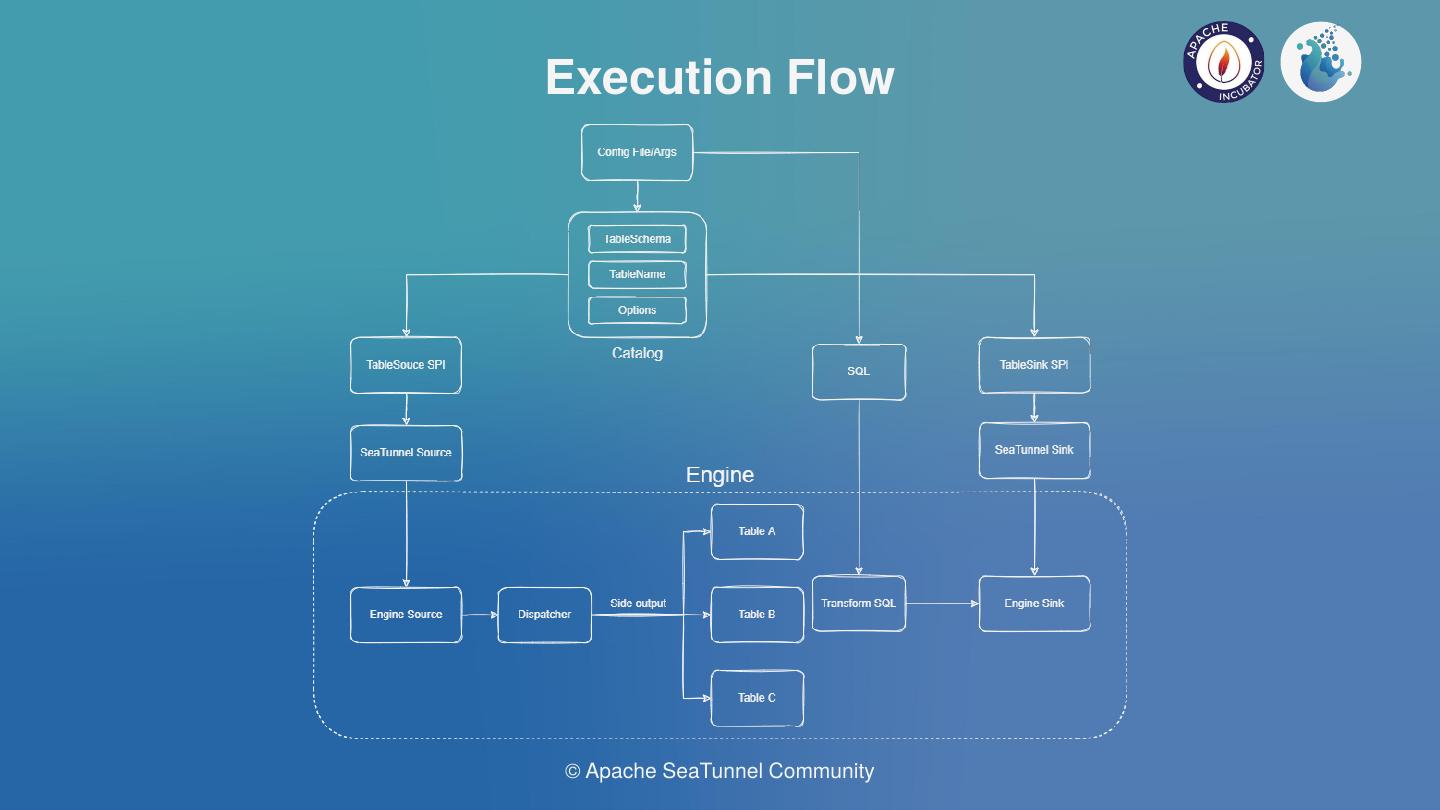 APACHE
INCUBATOR
Execution Flow
Config File/Args
TableSchema
TableName
Options
Catalog
TableSouce SPI
SQL
TableSink SPI
SeaTunnel Source
SeaTunnel Sink
Engine
Table A
Engine Source
Dispatcher
Side output
Table B
Transform SQL
Engine Sink
Table C
© Apache SeaTunnel Community